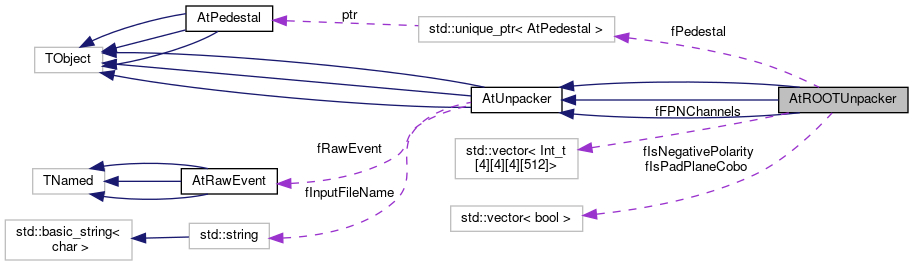 AtPedestal
ptr
std::unique_ptr< AtPedestal >
fPedestal
TObject
AtUnpacker
AtROOTUnpacker
fFPNChannels
fRawEvent
std::vector< Int_t
[4][4][4][512]>
fIsNegativePolarity
fIsPadPlaneCobo
TNamed
AtRawEvent
fInputFileName
std::vector< bool >
std::basic_string<
char >
std::string